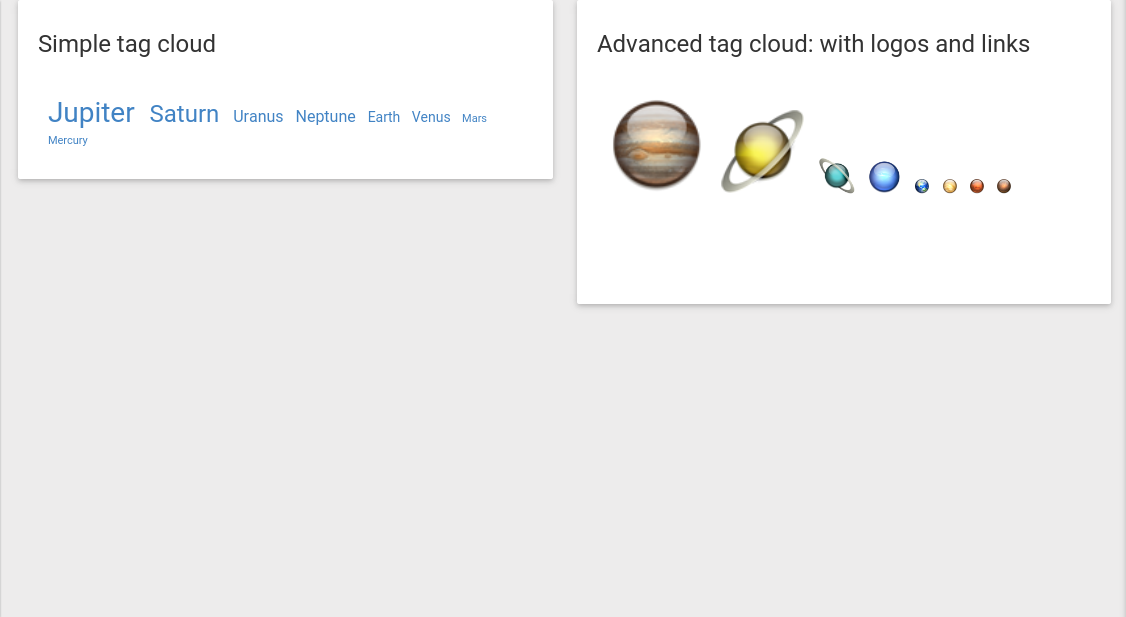 Simple tag cloud
Jupiter Saturn Uranus Neptune Earth Venus Mars
Mercury
Advanced tag cloud: with logos and links